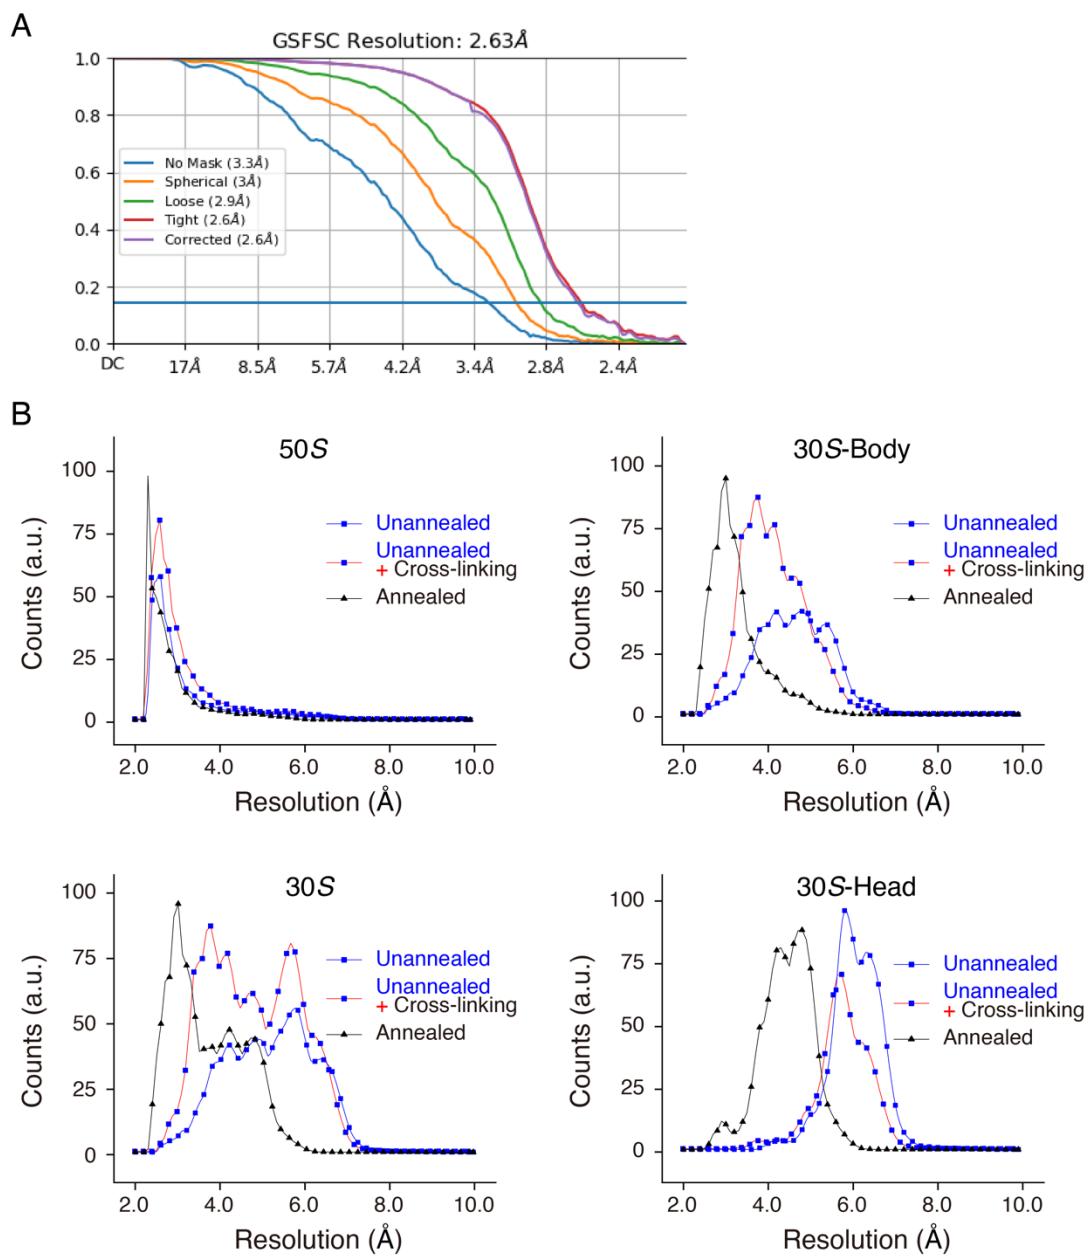 A
GSFSC Resolution: 2.63Å
1.0
0.8
0.6
0.4
0.2
0.0
No Mask (3.3Å)
Spherical (3Å)
Loose (2.9Å)
Tight (2.6Å)
Corrected (2.6Å)
DC 17Å 8.5Å 5.7Å 4.2Å 3.4Å 2.8Å 2.4Å
B
50S
Counts (a.u.)
100
75
50
25
0
Unannealed
Unannealed
+ Cross-linking
Annealed
2.0 4.0 6.0 8.0 10.0
Resolution (Å)
30S-Body
Counts (a.u.)
100
75
50
25
0
Unannealed
Unannealed
+ Cross-linking
Annealed
2.0 4.0 6.0 8.0 10.0
Resolution (Å)
30S
Counts (a.u.)
100
75
50
25
0
Unannealed
Unannealed
+ Cross-linking
Annealed
2.0 4.0 6.0 8.0 10.0
Resolution (Å)
30S-Head
Counts (a.u.)
100
75
50
25
0
Unannealed
Unannealed
+ Cross-linking
Annealed
2.0 4.0 6.0 8.0 10.0
Resolution (Å)